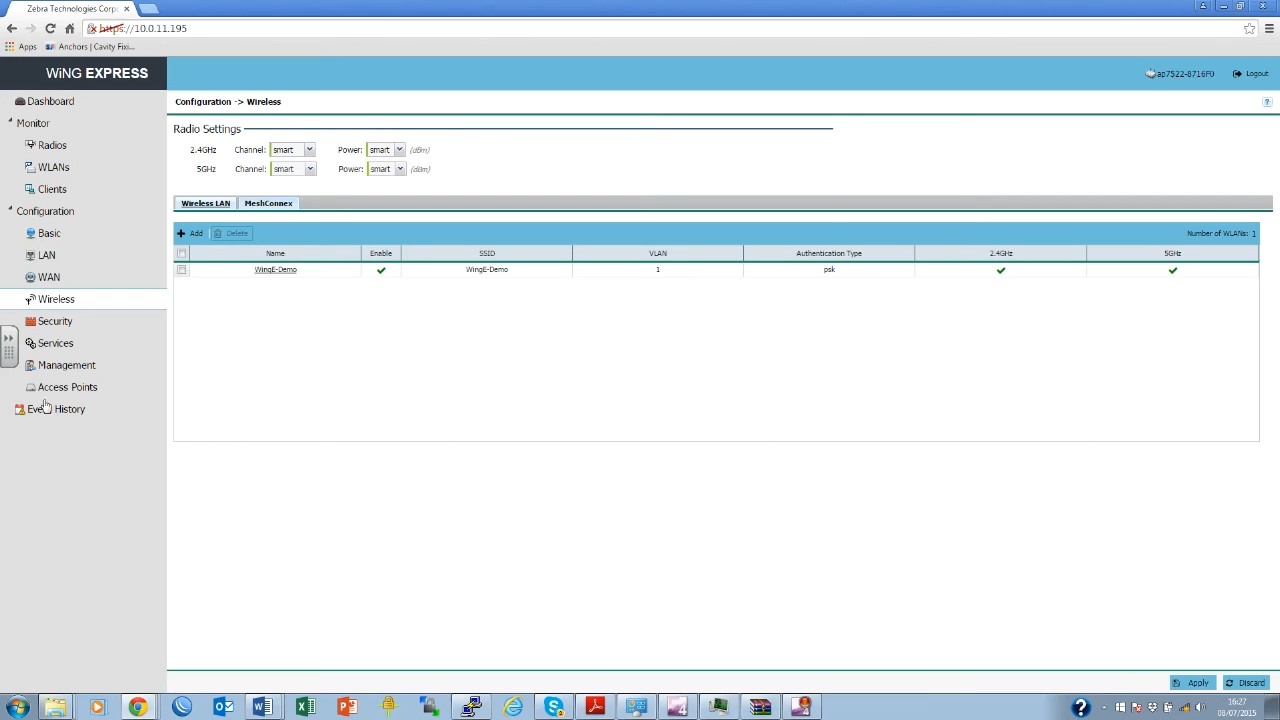 Zebra Technologies Corp
https://10.0.11.195
Apps Anchors | Cavity Fixi...
WiNG EXPRESS
ap7522-8716F0 Logout
Dashboard
Monitor
Radios
WLANs
Clients
Configuration
Basic
LAN
WAN
Wireless
Security
Services
Management
Access Points
Event History
Configuration -> Wireless
Radio Settings
2.4GHz Channel: smart Power: smart (dBm)
5GHz Channel: smart Power: smart (dBm)
Wireless LAN MeshConnex
Add Delete Number of WLANs: 1
Name Enable SSID VLAN Authentication Type 2.4GHz 5GHz
WingE-Demo WingE-Demo 1 psk
Apply Discard
16:27
08/07/2015